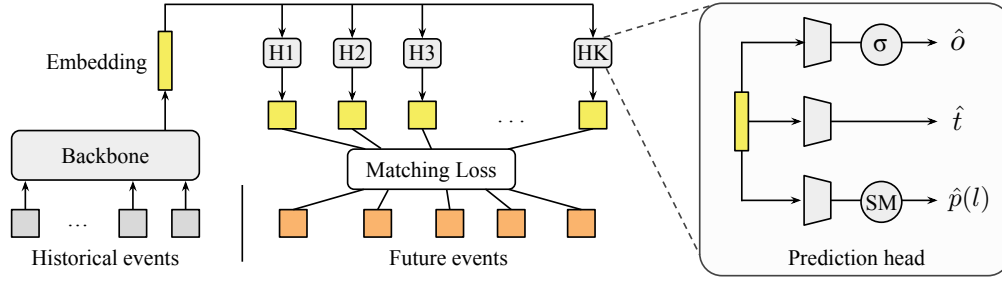 Embedding
H1
H2
H3
HK
σ
ô
Backbone
...
Matching Loss
t̂
...
Historical events
Future events
SM
p̂(l)
Prediction head